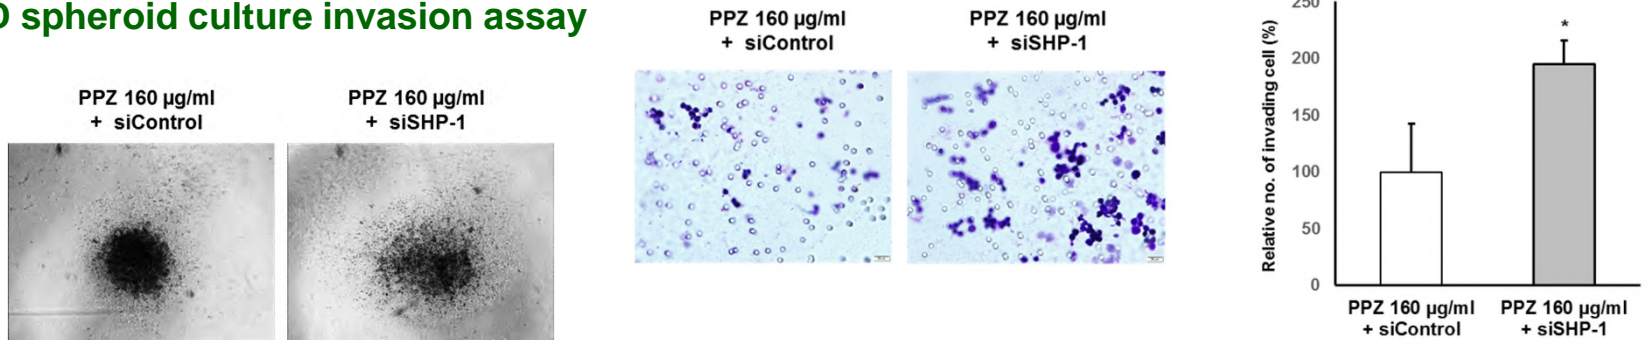 spheroid culture invasion assay
PPZ 160 µg/ml
+ siControl
PPZ 160 µg/ml
+ siSHP-1
PPZ 160 µg/ml
+ siControl
PPZ 160 µg/ml
+ siSHP-1
Relative no. of invading cell (%)
250
200
150
100
50
0
*
PPZ 160 µg/ml
+ siControl
PPZ 160 µg/ml
+ siSHP-1